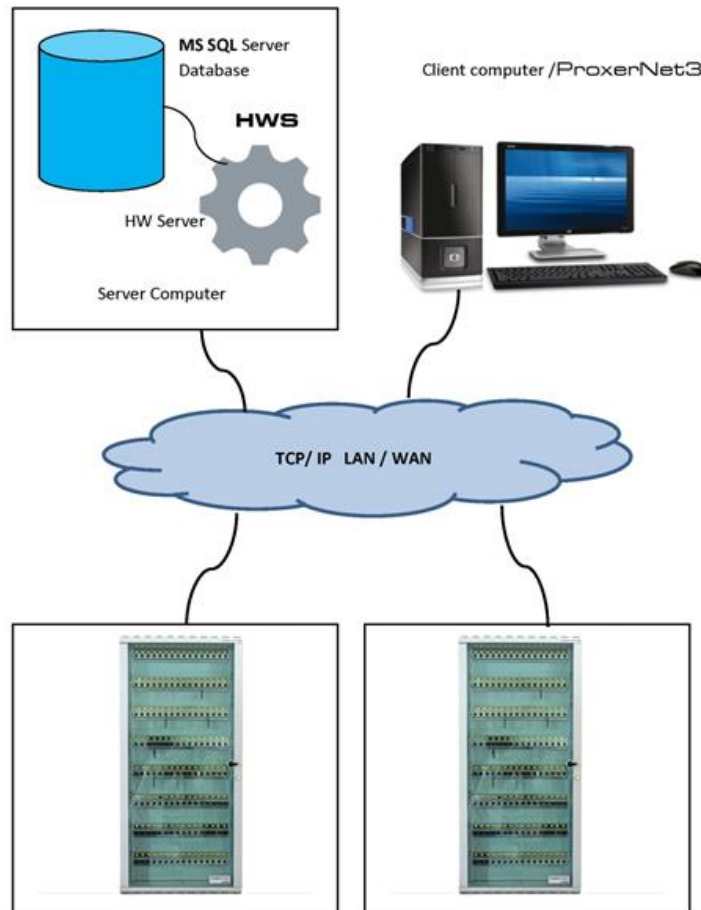 MS SQL Server
Database
HWS
HW Server
Server Computer
Client computer /ProxerNet3
TCP/ IP LAN / WAN